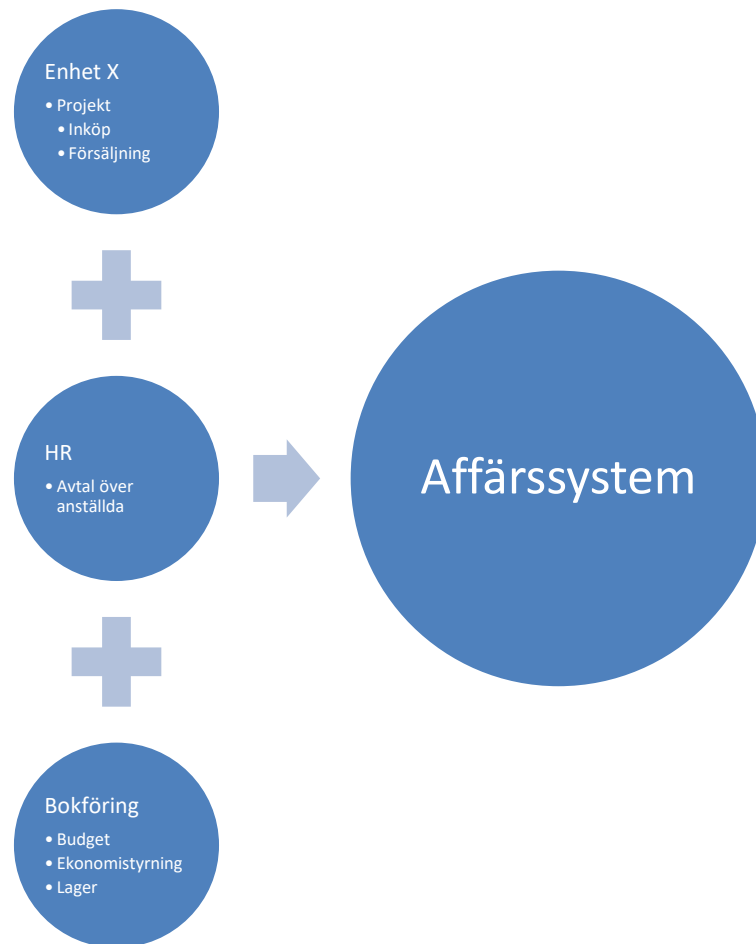 Enhet X
• Projekt
• Inköp
• Försäljning
HR
• Avtal över
anställda
Affärssystem
Bokföring
• Budget
• Ekonomistyrning
• Lager